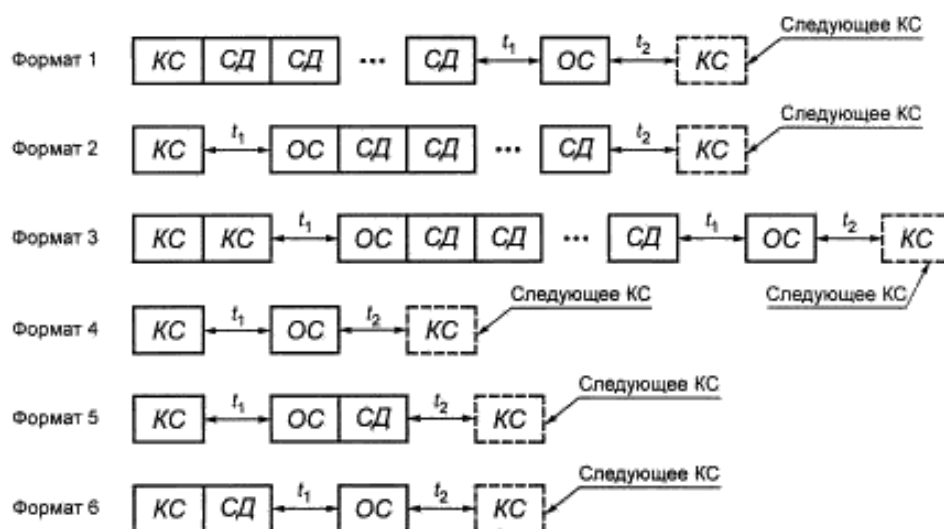 Следующее КС
Формат 1 КС СД СД ... СД t1 ОС t2 КС
Следующее КС
Формат 2 КС t1 ОС СД СД ... СД t2 КС
Формат 3 КС КС t1 ОС СД СД ... СД t1 ОС t2 КС
Следующее КС
Следующее КС
Формат 4 КС t1 ОС t2 КС
Следующее КС
Формат 5 КС t1 ОС СД t2 КС
Следующее КС
Формат 6 КС СД t1 ОС t2 КС